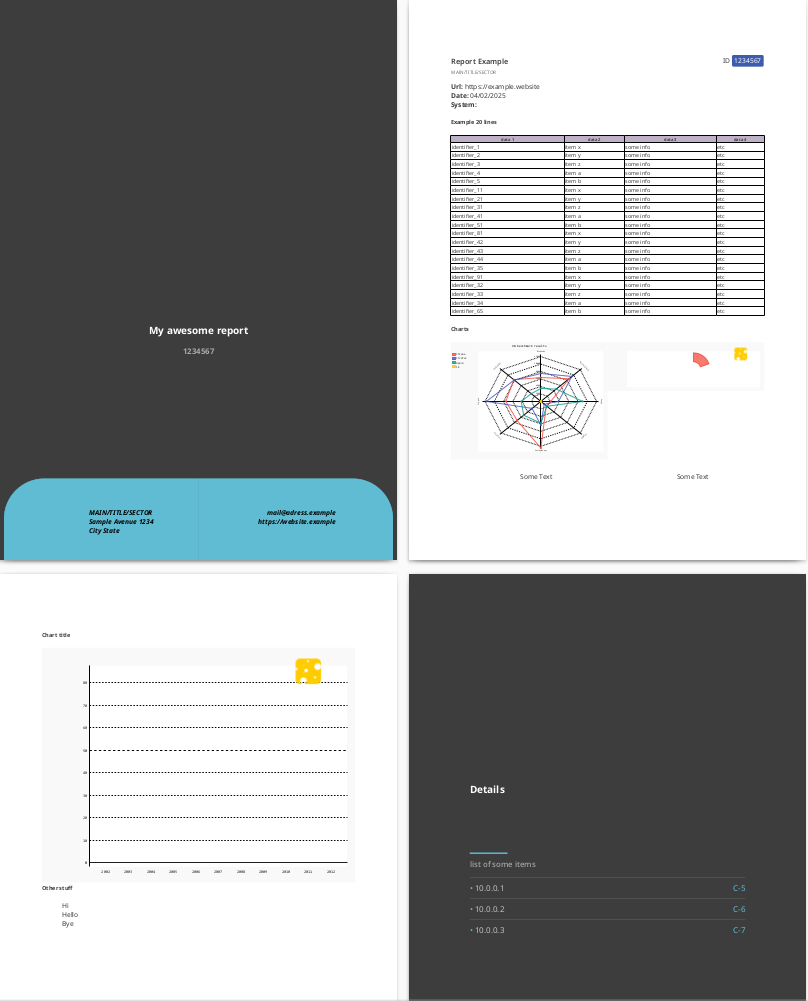 My awesome report
1234567
MAIN/TITLE/SECTOR
Sample Avenue 1234
City State
mail@adress.example
https://website.example
Report Example
ID 1234567
MAIN/TITLE/SECTOR
Url: https://example.website
Date: 04/02/2025
System:
Example 20 lines
data 1 data 2 data 3 data 4
Identifier_1 item x some info etc
Identifier_2 item y some info etc
Identifier_3 item z some info etc
Identifier_4 item a some info etc
Identifier_5 item b some info etc
Identifier_11 item x some info etc
Identifier_21 item y some info etc
Identifier_31 item z some info etc
Identifier_41 item a some info etc
Identifier_51 item b some info etc
Identifier_81 item x some info etc
Identifier_42 item y some info etc
Identifier_43 item z some info etc
Identifier_44 item a some info etc
Identifier_35 item b some info etc
Identifier_91 item x some info etc
Identifier_32 item y some info etc
Identifier_33 item z some info etc
Identifier_34 item a some info etc
Identifier_65 item b some info etc
Charts
Some Text
Some Text
Chart title
80
70
60
50
40
30
20
10
0
2002 2003 2004 2005 2006 2007 2008 2009 2010 2011 2012
Other stuff
Hi
Hello
Bye
Details
list of some items
• 10.0.0.1 C-5
• 10.0.0.2 C-6
• 10.0.0.3 C-7